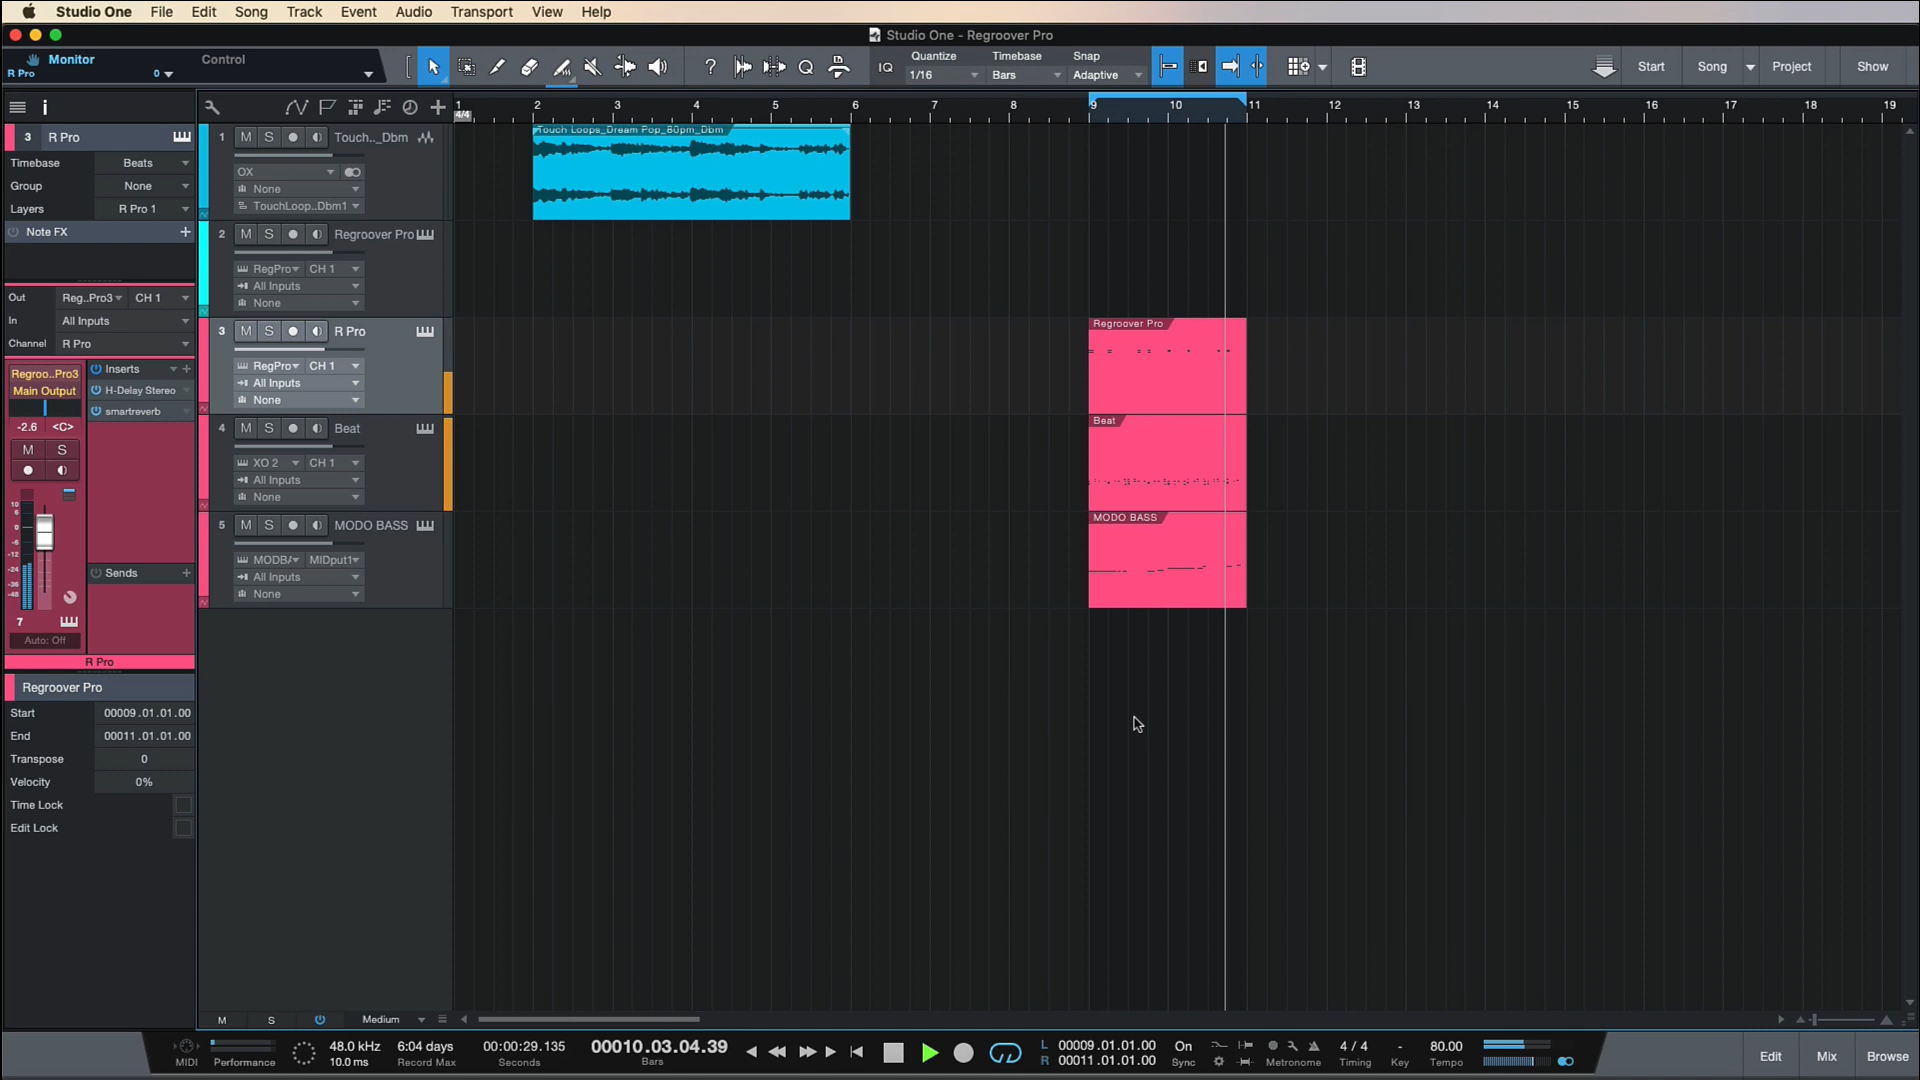 Studio One File Edit Song Track Event Audio Transport View Help
Studio One - Regroover Pro
Monitor Control
R Pro 0
Quantize Timebase Snap
IQ 1/16 Bars Adaptive
? Q
Start Song Project Show
i
1 2 3 4 5 6 7 8 9 10 11 12 13 14 15 16 17 18 19
4/4
3 R Pro
Timebase Beats
Group None
Layers R Pro 1
Note FX +
Out Reg..Pro3 CH 1
In All Inputs
Channel R Pro
Regroo..Pro3
Main Output
Inserts
H-Delay Stereo
smartreverb
-2.6 <C>
M S
10
6
0
-6
-12
-24
-36
-48
Sends
7
Auto: Off
R Pro
Regroover Pro
Start 00009.01.01.00
End 00011.01.01.00
Transpose 0
Velocity 0%
Time Lock
Edit Lock
1 M S Touch.._Dbm
OX
None
TouchLoop..Dbm1
2 M S Regroover Pro
RegPro CH 1
All Inputs
None
3 M S R Pro
RegPro CH 1
All Inputs
None
4 M S Beat
XO 2 CH 1
All Inputs
None
5 M S MODO BASS
MODB/ MIDput1
All Inputs
None
Touch Loops_Dream Pop_80pm_Dbm
Regroover Pro
Beat
MODO BASS
M S Medium
MIDI Performance
48.0 kHz
10.0 ms
6:04 days
Record Max
00:00:29.135
Seconds
00010.03.04.39
Bars
L 00009.01.01.00
R 00011.01.01.00
On
Sync
Metronome
4 / 4
Timing
-
Key
80.00
Tempo
Edit Mix Browse